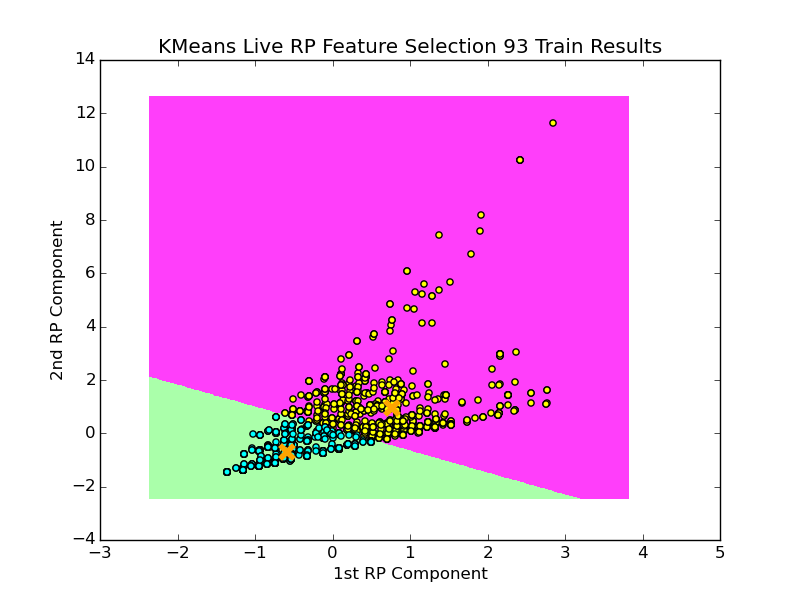 KMeans Live RP Feature Selection 93 Train Results
14
12
10
8
6
4
2
0
−2
−4
2nd RP Component
−3 −2 −1 0 1 2 3 4 5
1st RP Component